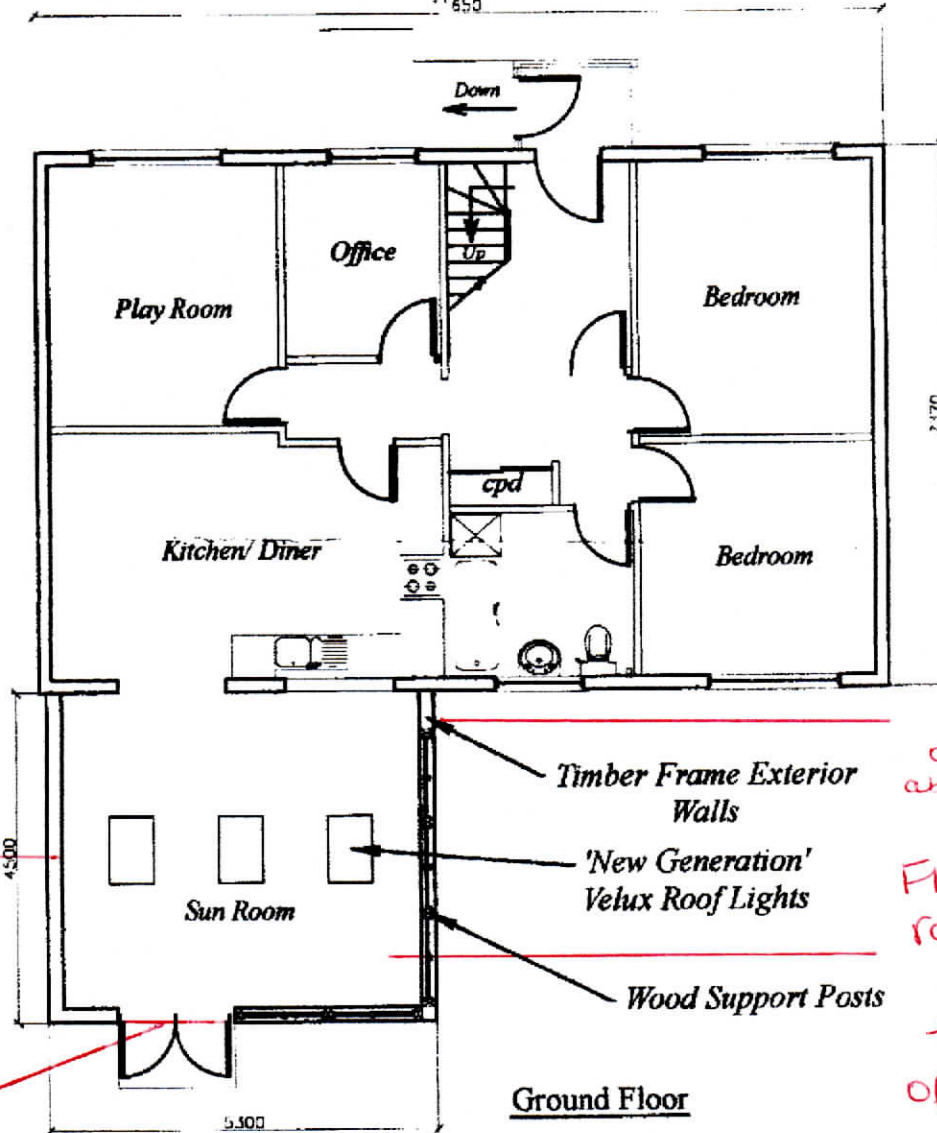 11650
Down
Office
Up
Play Room
Bedroom
cpd
Kitchen/ Diner
Bedroom
Timber Frame Exterior
Walls
'New Generation'
Velux Roof Lights
4500
Sun Room
Wood Support Posts
Ground Floor
5300